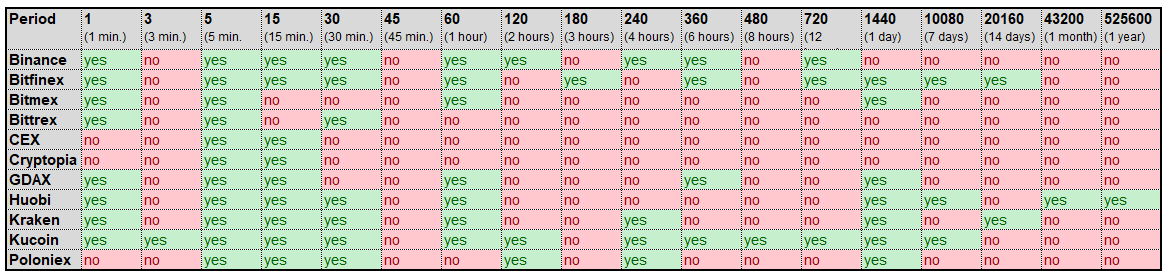 Period 1 3 5 15 30 45 60 120 180 240 360 480 720 1440 10080 20160 43200 525600
(1 min.) (3 min.) (5 min. (15 min.) (30 min.) (45 min.) (1 hour) (2 hours) (3 hours) (4 hours) (6 hours) (8 hours) (12 (1 day) (7 days) (14 days) (1 month) (1 year)
Binance yes no yes yes yes no yes yes no yes yes no yes no no no no no
Bitfinex yes no yes yes yes no yes no yes no yes no yes yes yes yes no no
Bitmex yes no yes no no no yes no no no no no no yes no no no no
Bittrex yes no yes no yes no no no no no no no no no no no no no
CEX no no yes yes no no no no no no no no no no no no no no
Cryptopia no no yes yes no no no no no no no no no no no no no no
GDAX yes no yes yes no no yes no no no yes no no yes no no no no
Huobi yes no yes yes yes no yes no no no no no no yes yes no yes yes
Kraken yes no yes yes yes no yes no no yes no no no yes no yes no no
Kucoin yes yes yes yes yes no yes yes no yes yes yes yes yes yes no no no
Poloniex no no yes yes yes no no yes no yes no no no yes no no no no